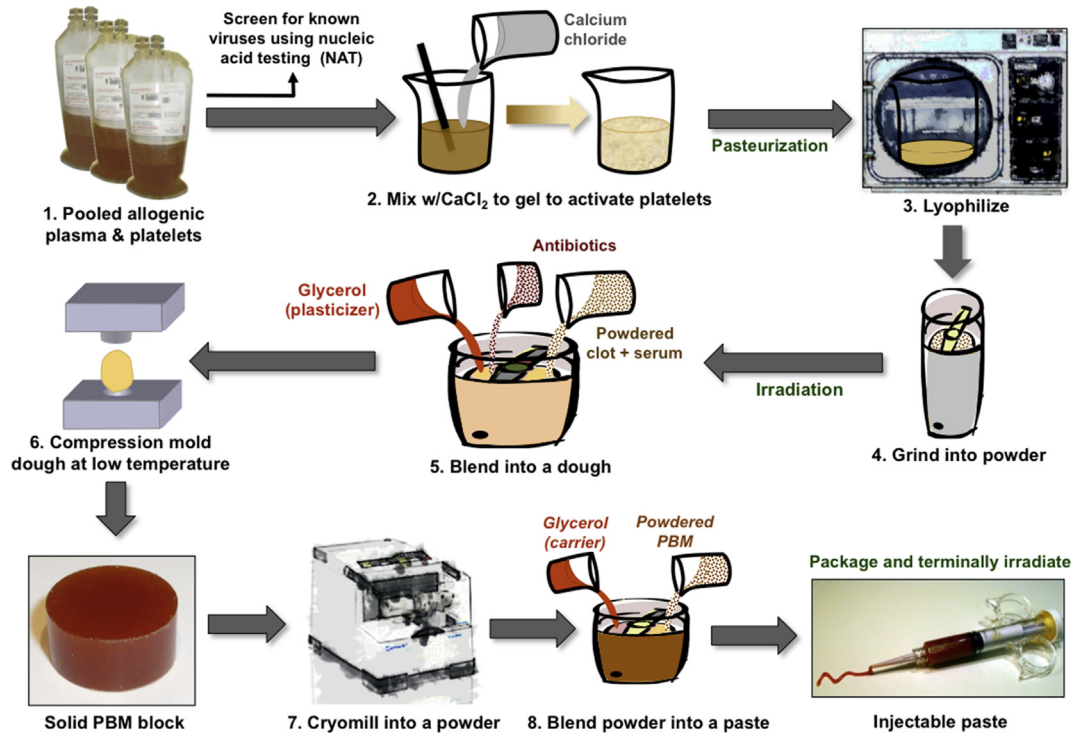 Screen for known
viruses using nucleic
acid testing (NAT)
Calcium
chloride
Pasteurization
1. Pooled allogenic
plasma & platelets
2. Mix w/CaCl₂ to gel to activate platelets
3. Lyophilize
Antibiotics
Glycerol
(plasticizer)
Powdered
clot + serum
Irradiation
6. Compression mold
dough at low temperature
5. Blend into a dough
4. Grind into powder
Glycerol
(carrier)
Powdered
PBM
Package and terminally irradiate
Solid PBM block
7. Cryomill into a powder
8. Blend powder into a paste
Injectable paste